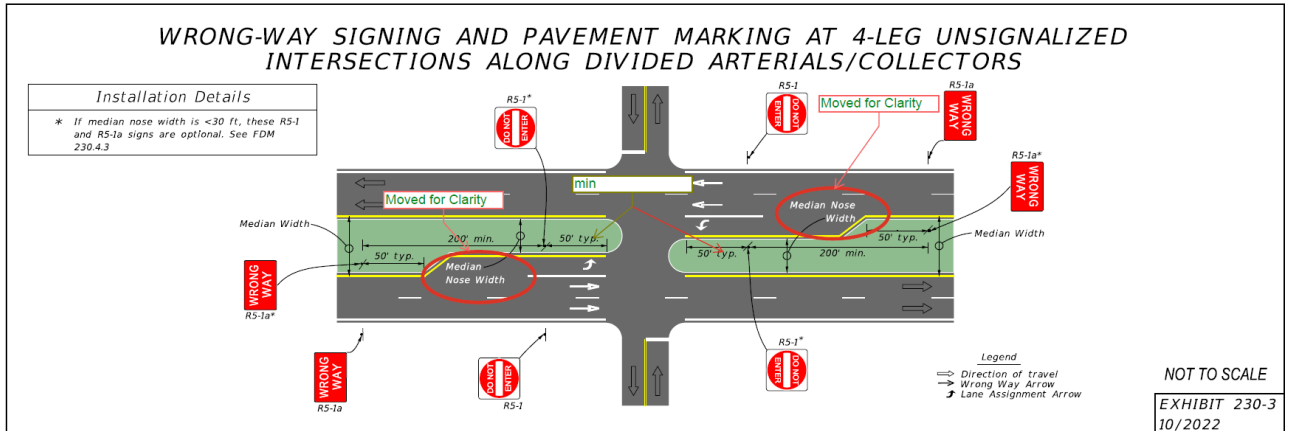 WRONG-WAY SIGNING AND PAVEMENT MARKING AT 4-LEG UNSIGNALIZED
INTERSECTIONS ALONG DIVIDED ARTERIALS/COLLECTORS
Installation Details
* If median nose width is <30 ft, these R5-1
and R5-1a signs are optional. See FDM
230.4.3
R5-1*
DO NOT
ENTER
R5-1
DO NOT
ENTER
Moved for Clarity
R5-1a
WRONG
WAY
R5-1a*
WRONG
WAY
min
Moved for Clarity
Median Nose
Width
Median Width
200' min.
50' typ.
50' typ.
Median
Nose Width
50' typ.
Median Width
50' typ.
200' min.
WRONG
WAY
R5-1a*
WRONG
WAY
R5-1a
DO NOT
ENTER
R5-1
R5-1*
DO NOT
ENTER
Legend
Direction of travel
Wrong Way Arrow
Lane Assignment Arrow
NOT TO SCALE
EXHIBIT 230-3
10/2022